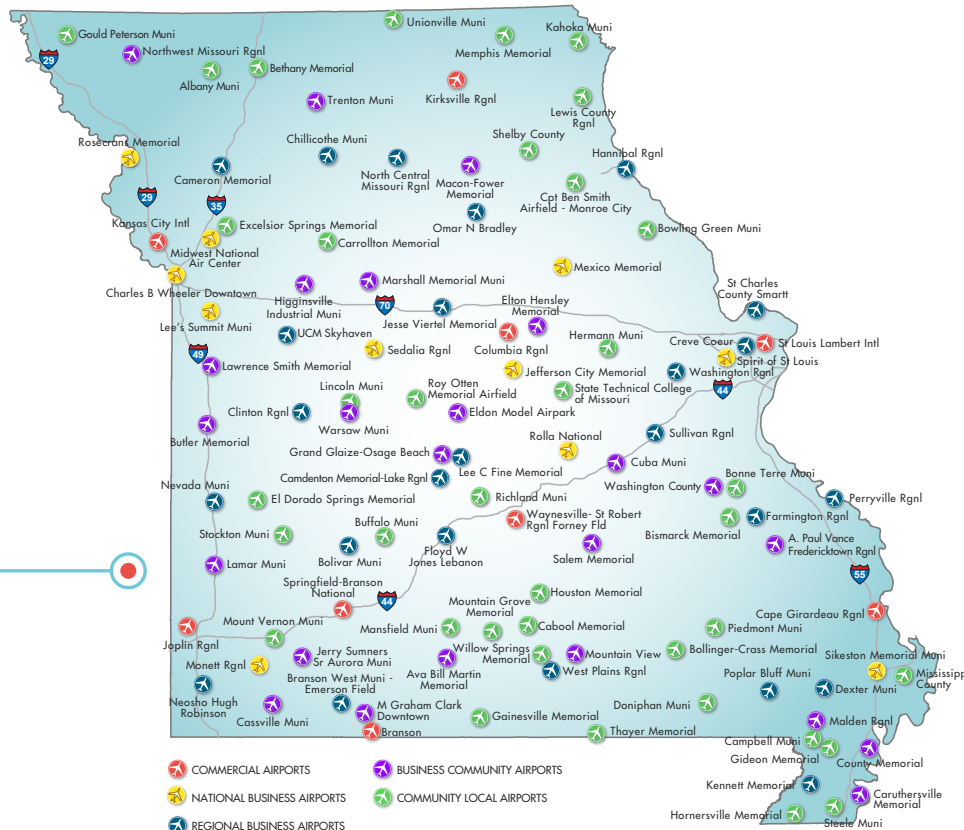 Unionville Muni
Gould Peterson Muni
Kahoka Muni
Northwest Missouri Rgnl
Memphis Memorial
29
Bethany Memorial
Albany Muni
Trenton Muni
Kirksville Rgnl
Lewis County
Rgnl
Chillicothe Muni
Shelby County
Rosecrans Memorial
Hannibal Rgnl
Cameron Memorial
North Central
Missouri Rgnl
Macon-Fower
Memorial
29
35
Cpt Ben Smith
Airfield - Monroe City
Kansas City Intl
Excelsior Springs Memorial
Omar N Bradley
Bowling Green Muni
Carrollton Memorial
Midwest National
Air Center
Mexico Memorial
Marshall Memorial Muni
St Charles
County Smartt
Charles B Wheeler Downtown
Higginsville
Industrial Muni
70
Elton Hensley
Memorial
Lee's Summit Muni
Jesse Viertel Memorial
UCM Skyhaven
Hermann Muni
Creve Coeur
St Louis Lambert Intl
49
Sedalia Rgnl
Columbia Rgnl
Spirit of St Louis
Lawrence Smith Memorial
Jefferson City Memorial
Washington Rgnl
Lincoln Muni
Roy Otten
Memorial Airfield
State Technical College
of Missouri
44
Clinton Rgnl
Eldon Model Airpark
Warsaw Muni
Butler Memorial
Rolla National
Sullivan Rgnl
Grand Glaize-Osage Beach
Cuba Muni
Lee C Fine Memorial
Bonne Terre Muni
Camdenton Memorial-Lake Rgnl
Washington County
Nevada Muni
El Dorado Springs Memorial
Richland Muni
Perryville Rgnl
Waynesville- St Robert
Rgnl Forney Fld
Farmington Rgnl
Buffalo Muni
Stockton Muni
Bismarck Memorial
A. Paul Vance
Fredericktown Rgnl
Floyd W
Jones Lebanon
Bolivar Muni
Salem Memorial
Lamar Muni
55
Springfield-Branson
National
44
Houston Memorial
Mountain Grove
Memorial
Cape Girardeau Rgnl
Mount Vernon Muni
Mansfield Muni
Cabool Memorial
Piedmont Muni
Joplin Rgnl
Willow Springs
Memorial
Mountain View
Bollinger-Crass Memorial
Sikeston Memorial Muni
Jerry Sumners
Sr Aurora Muni
Monett Rgnl
West Plains Rgnl
Mississipp
County
Ava Bill Martin
Memorial
Branson West Muni -
Emerson Field
Poplar Bluff Muni
Dexter Muni
Neosho Hugh
Robinson
M Graham Clark
Downtown
Doniphan Muni
Cassville Muni
Gainesville Memorial
Malden Rgnl
Branson
Thayer Memorial
Campbell Muni
Gideon Memorial
County Memorial
Kennett Memorial
Caruthersville
Memorial
Hornersville Memorial
Steele Muni
COMMERCIAL AIRPORTS
BUSINESS COMMUNITY AIRPORTS
NATIONAL BUSINESS AIRPORTS
COMMUNITY LOCAL AIRPORTS
REGIONAL BUSINESS AIRPORTS